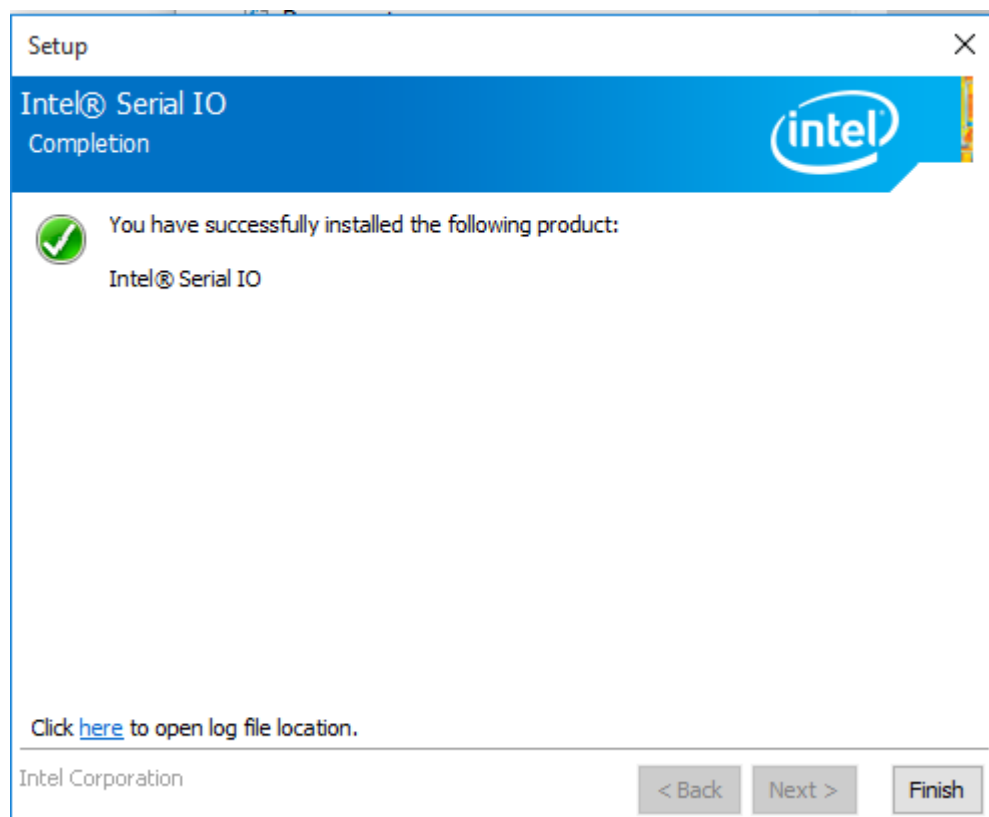 Setup
Intel® Serial IO
Completion
intel
You have successfully installed the following product:
Intel® Serial IO
Click here to open log file location.
Intel Corporation
< Back
Next >
Finish